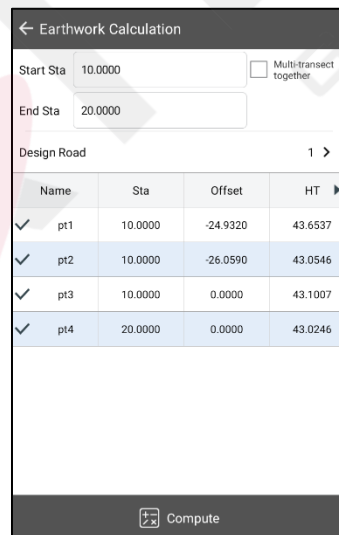 Earthwork Calculation
Start Sta 10.0000 Multi-transect together
End Sta 20.0000
Design Road 1 >
Name Sta Offset HT
pt1 10.0000 -24.9320 43.6537
pt2 10.0000 -26.0590 43.0546
pt3 10.0000 0.0000 43.1007
pt4 20.0000 0.0000 43.0246
Compute